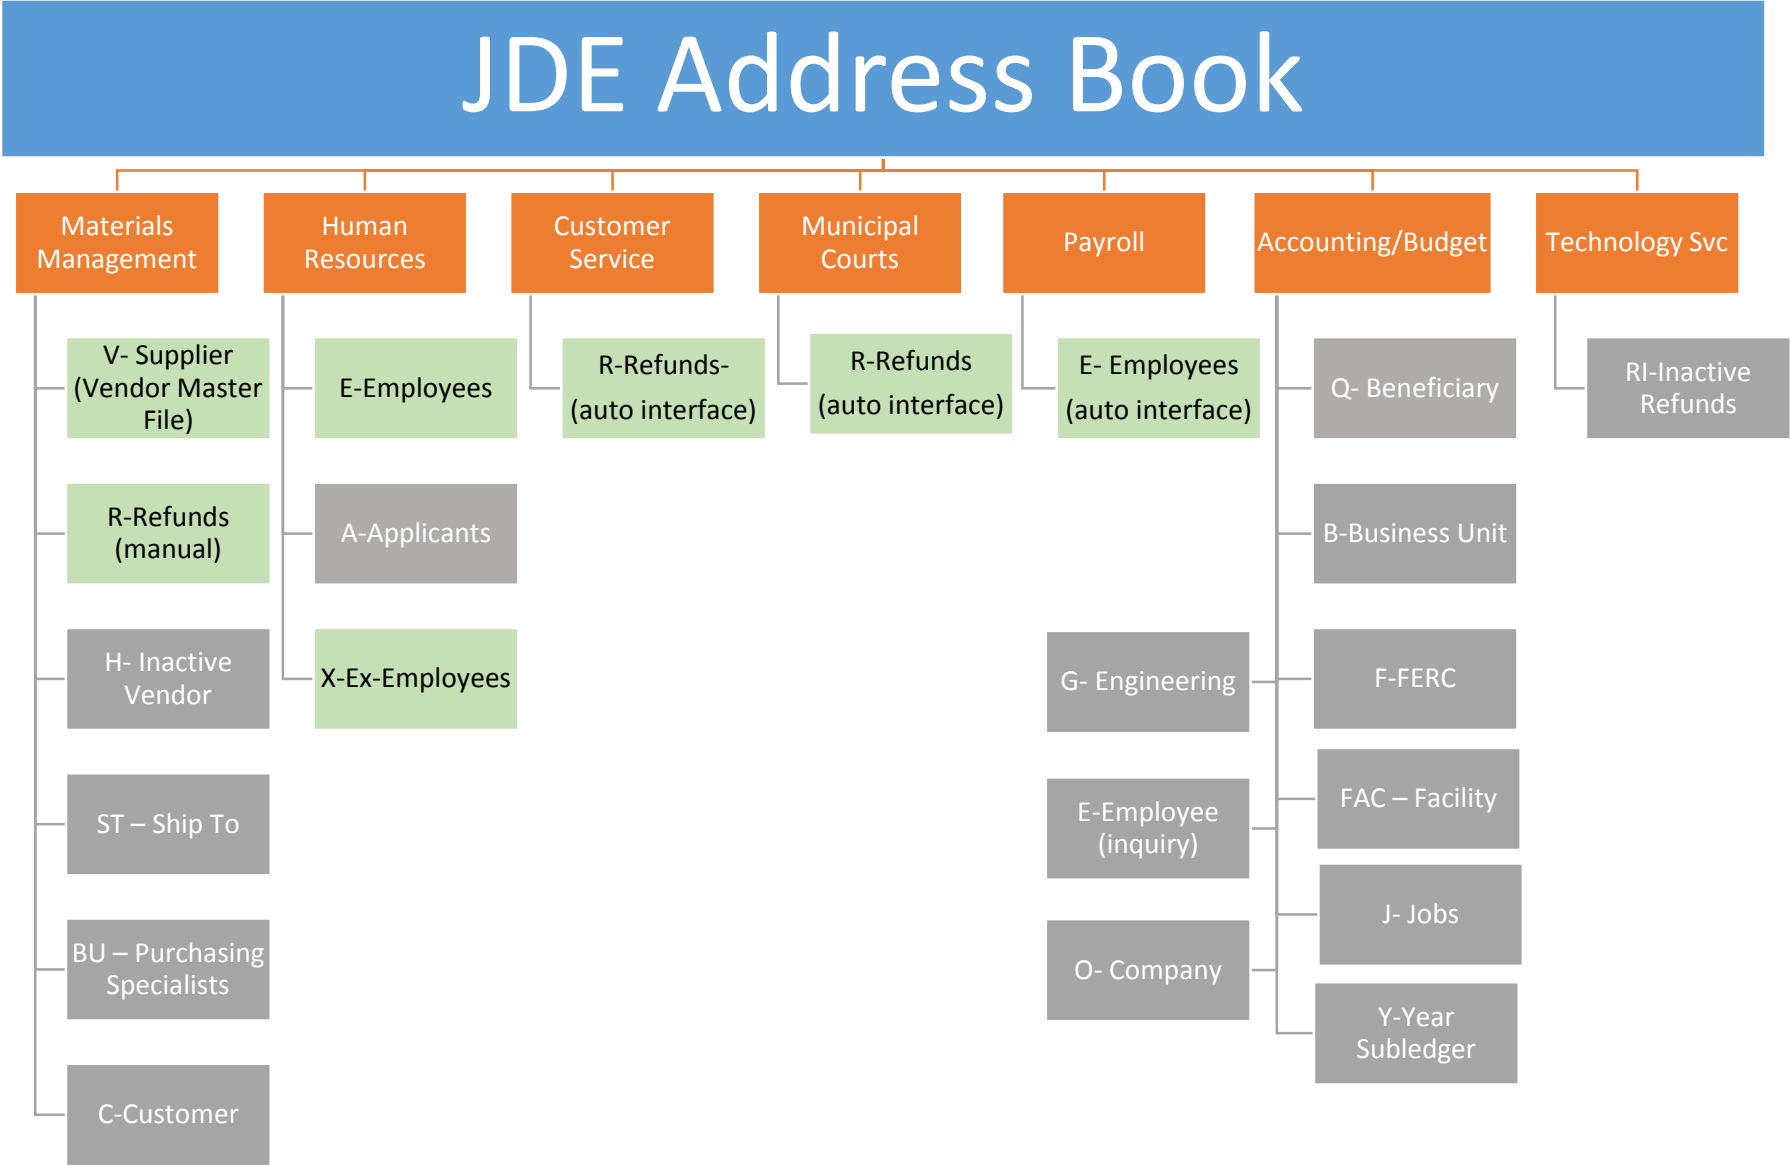 JDE Address Book
Materials
Management
Human
Resources
Customer
Service
Municipal
Courts
Payroll
Accounting/Budget
Technology Svc
V- Supplier
(Vendor Master
File)
E-Employees
R-Refunds-
(auto interface)
R-Refunds
(auto interface)
E- Employees
(auto interface)
Q- Beneficiary
RI-Inactive
Refunds
R-Refunds
(manual)
A-Applicants
B-Business Unit
H- Inactive
Vendor
X-Ex-Employees
G- Engineering
F-FERC
ST – Ship To
E-Employee
(inquiry)
FAC – Facility
BU – Purchasing
Specialists
O- Company
J- Jobs
Y-Year
Subledger
C-Customer